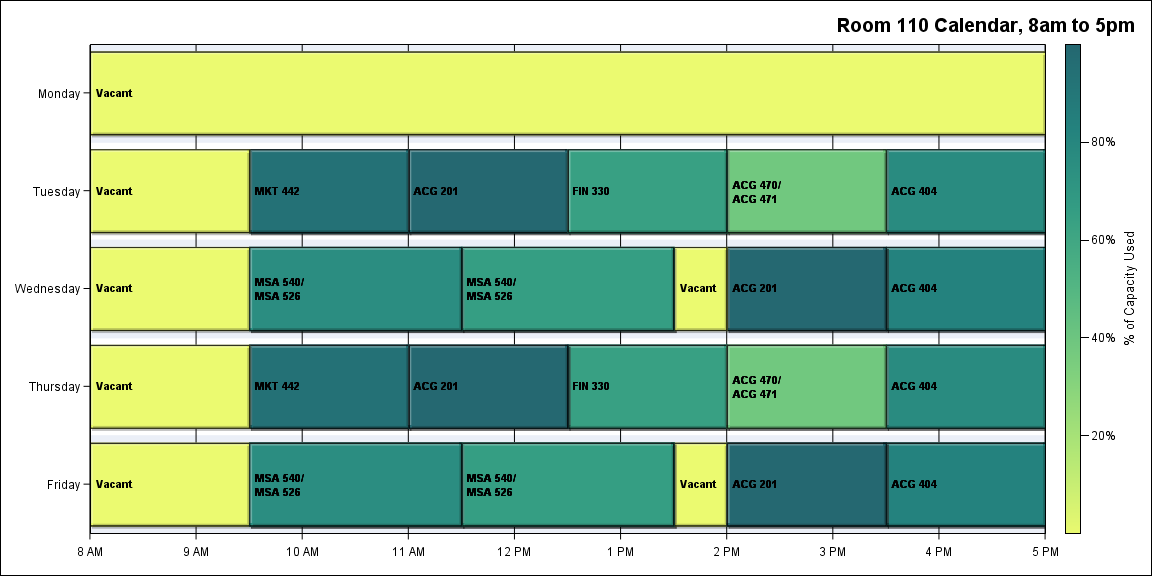 Room 110 Calendar, 8am to 5pm
Monday
Vacant
Tuesday
Vacant
MKT 442
ACG 201
FIN 330
ACG 470/
ACG 471
ACG 404
Wednesday
Vacant
MSA 540/
MSA 526
MSA 540/
MSA 526
Vacant
ACG 201
ACG 404
Thursday
Vacant
MKT 442
ACG 201
FIN 330
ACG 470/
ACG 471
ACG 404
Friday
Vacant
MSA 540/
MSA 526
MSA 540/
MSA 526
Vacant
ACG 201
ACG 404
8 AM
9 AM
10 AM
11 AM
12 PM
1 PM
2 PM
3 PM
4 PM
5 PM
80%
60%
40%
20%
% of Capacity Used